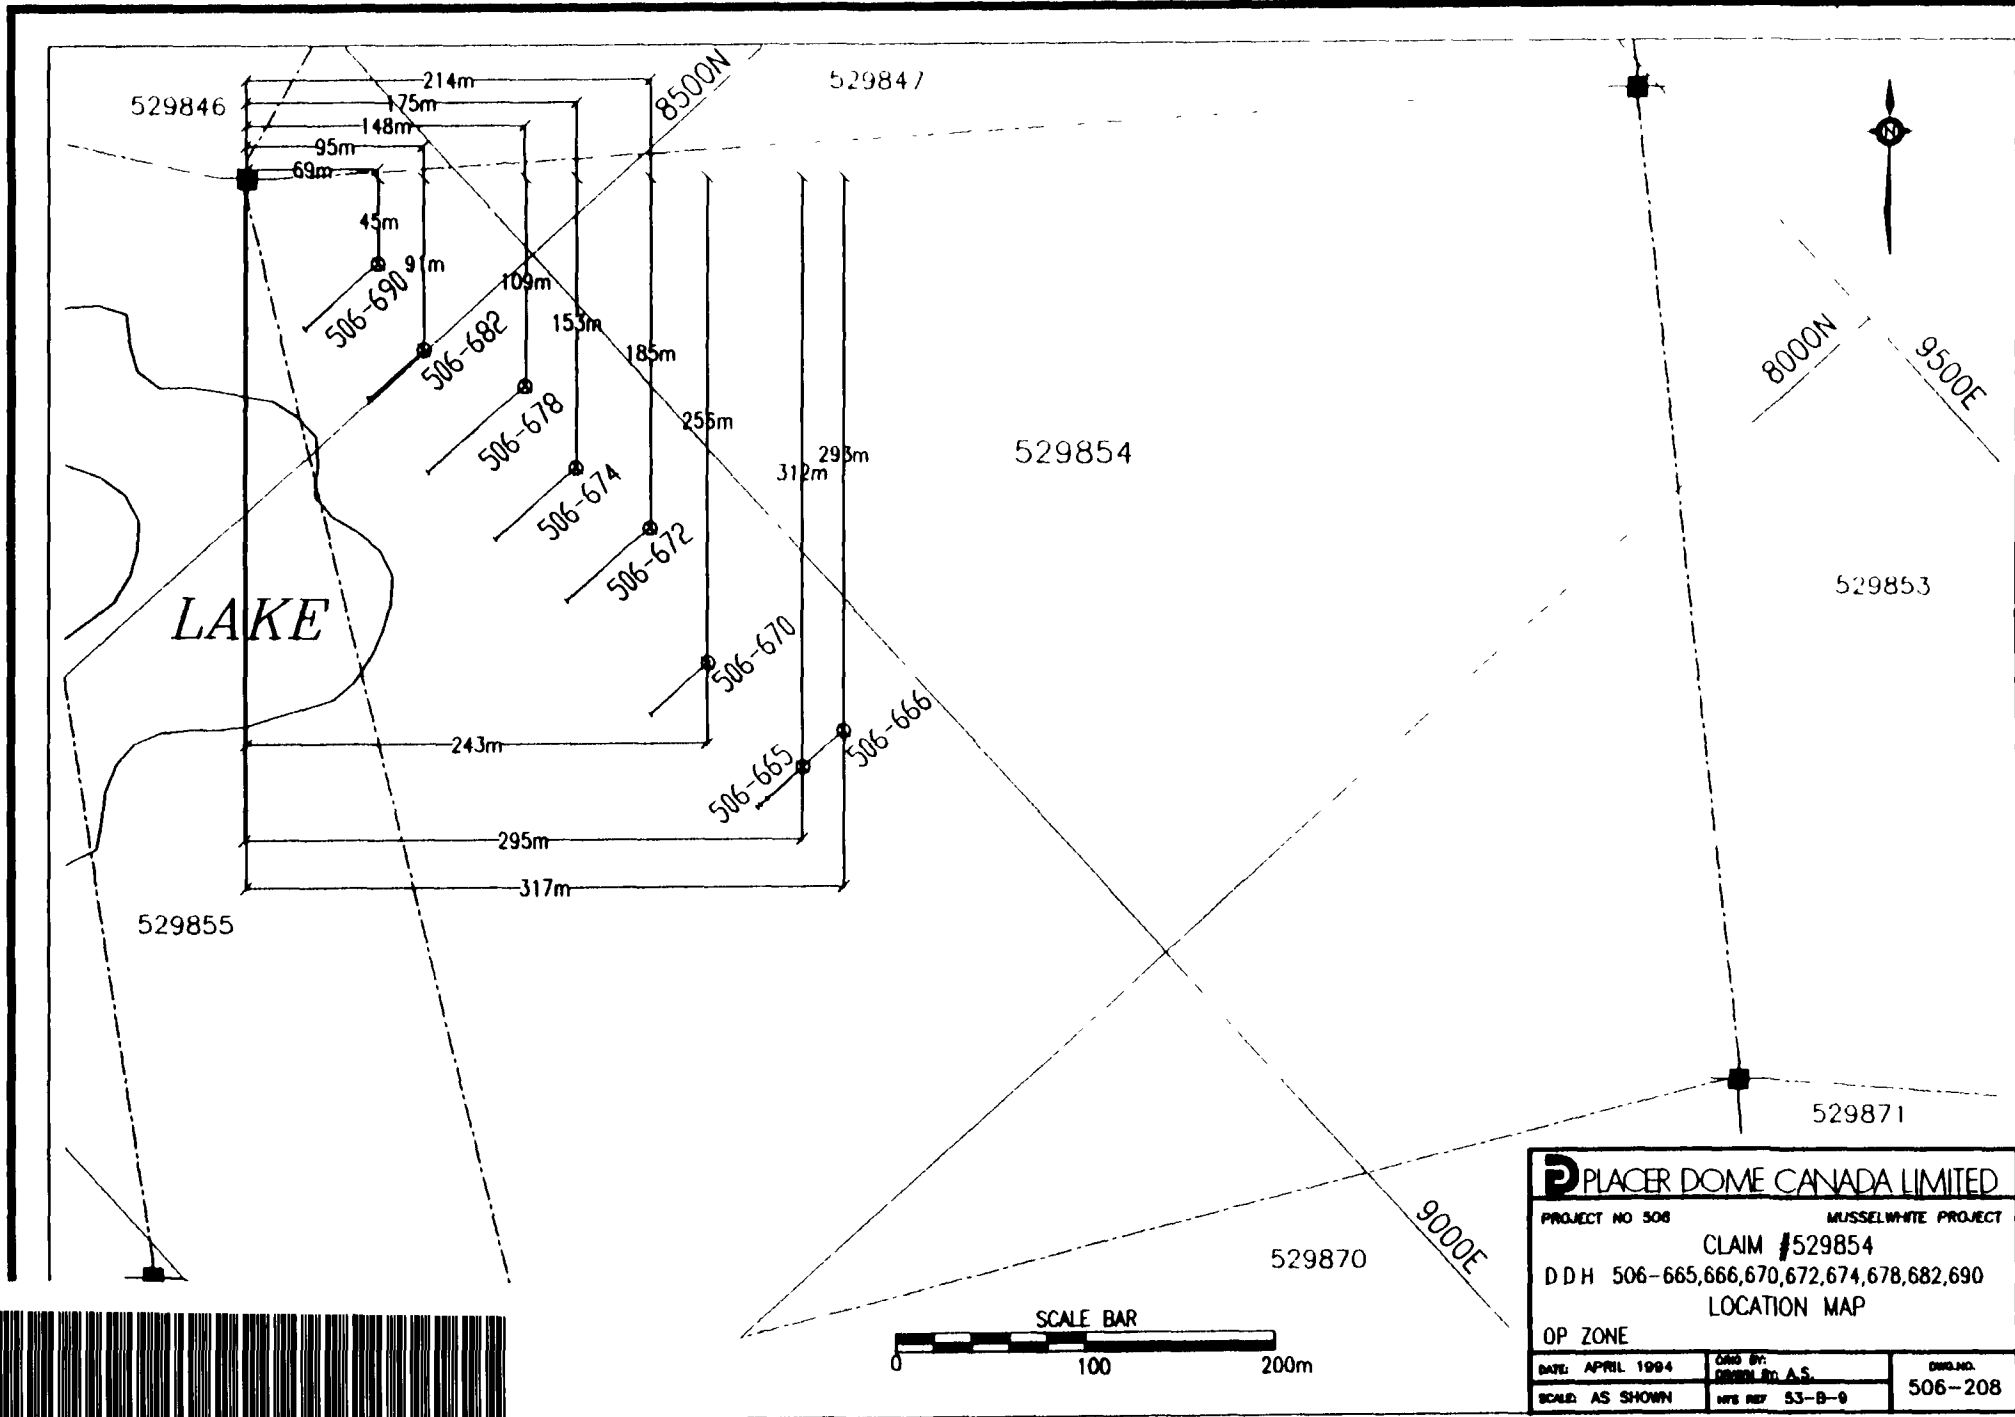 214m
529847
175m
8500N
529846
148m
95m
69m
N
45m
91m
109m
506-690
153m
506-682
8000N
9500E
185m
506-678
255m
529854
293m
312m
506-674
506-672
529853
LAKE
506-670
506-666
243m
506-665
295m
317m
529855
529871
9000E
529870
SCALE BAR
0 100 200m
PLACER DOME CANADA LIMITED
PROJECT NO 506 MUSSELWHITE PROJECT
CLAIM #529854
D D H 506-665,666,670,672,674,678,682,690
LOCATION MAP
OP ZONE
DATE: APRIL 1994
DRAWN BY: A.S.
DWG.NO.
506-208
SCALE: AS SHOWN
NTS REF 53-B-9